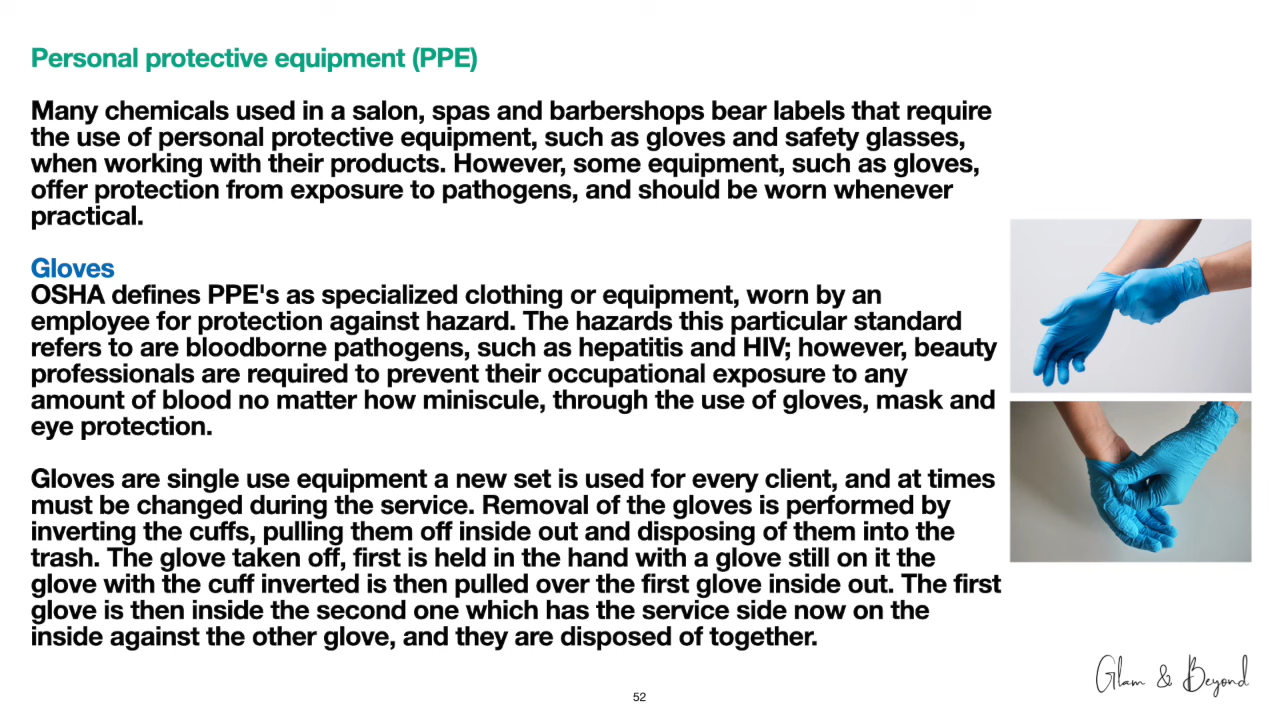 Personal protective equipment (PPE)
Many chemicals used in a salon, spas and barbershops bear labels that require
the use of personal protective equipment, such as gloves and safety glasses,
when working with their products. However, some equipment, such as gloves,
offer protection from exposure to pathogens, and should be worn whenever
practical.
Gloves
OSHA defines PPE's as specialized clothing or equipment, worn by an
employee for protection against hazard. The hazards this particular standard
refers to are bloodborne pathogens, such as hepatitis and HIV; however, beauty
professionals are required to prevent their occupational exposure to any
amount of blood no matter how miniscule, through the use of gloves, mask and
eye protection.
Gloves are single use equipment a new set is used for every client, and at times
must be changed during the service. Removal of the gloves is performed by
inverting the cuffs, pulling them off inside out and disposing of them into the
trash. The glove taken off, first is held in the hand with a glove still on it the
glove with the cuff inverted is then pulled over the first glove inside out. The first
glove is then inside the second one which has the service side now on the
inside against the other glove, and they are disposed of together.
Glam & Beyond
52